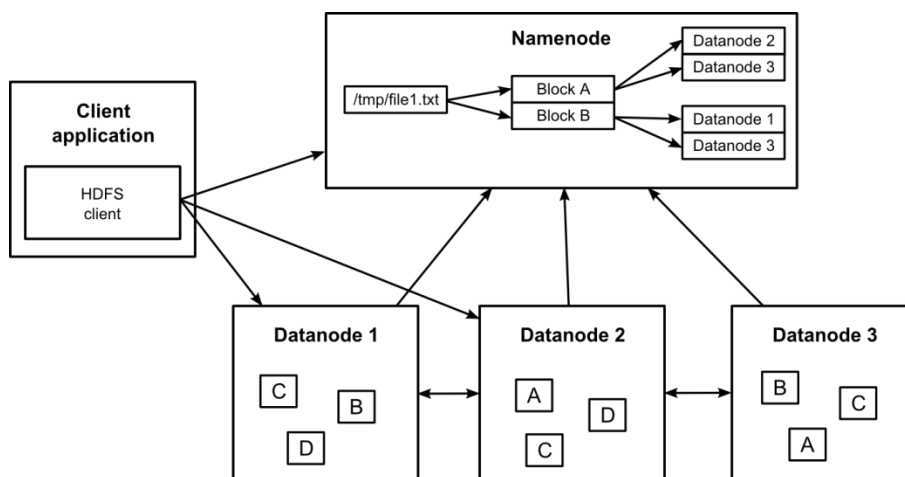 Namenode
Datanode 2
Datanode 3
/tmp/file1.txt
Block A
Block B
Datanode 1
Datanode 3
Client
application
HDFS
client
Datanode 1
C
B
D
Datanode 2
A
D
C
Datanode 3
B
C
A